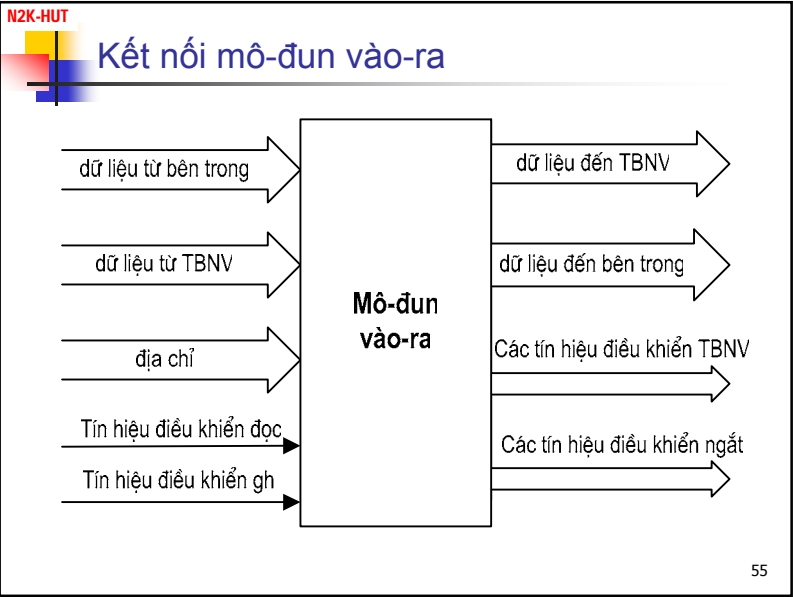 N2K-HUT
Kết nối mô-đun vào-ra
dữ liệu từ bên trong
dữ liệu từ TBNV
địa chỉ
Tín hiệu điều khiển đọc
Tín hiệu điều khiển gh
Mô-đun
vào-ra
dữ liệu đến TBNV
dữ liệu đến bên trong
Các tín hiệu điều khiển TBNV
Các tín hiệu điều khiển ngắt
55